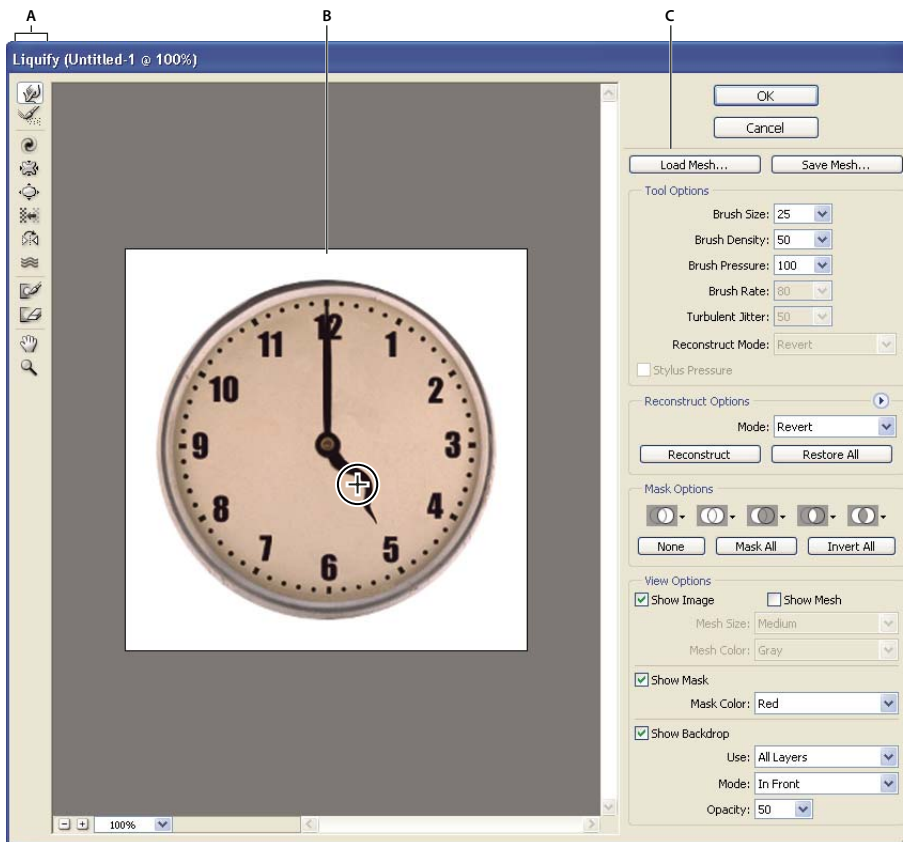 A B C
Liquify (Untitled-1 @ 100%)
OK
Cancel
Load Mesh... Save Mesh...
Tool Options
Brush Size: 25
Brush Density: 50
Brush Pressure: 100
Brush Rate: 80
Turbulent Jitter: 50
Reconstruct Mode: Revert
Stylus Pressure
Reconstruct Options
Mode: Revert
Reconstruct Restore All
Mask Options
None Mask All Invert All
View Options
Show Image Show Mesh
Mesh Size: Medium
Mesh Color: Gray
Show Mask
Mask Color: Red
Show Backdrop
Use: All Layers
Mode: In Front
Opacity: 50
12
11 1
10 2
9 3
8 4
7 5
6
100%